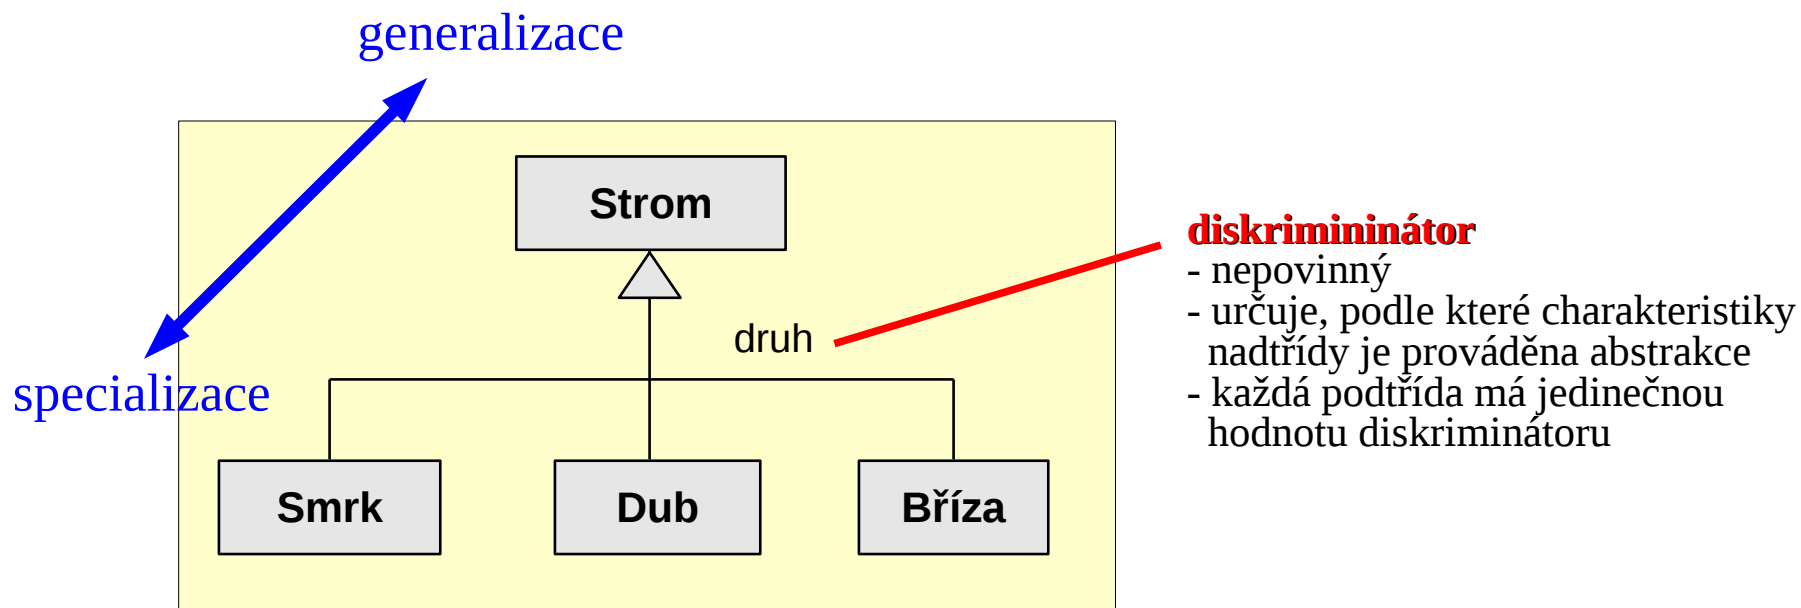 generalizace
Strom
druh
specializace
Smrk
Dub
Bříza
diskrimininátor
- nepovinný
- určuje, podle které charakteristiky
nadtřídy je prováděna abstrakce
- každá podtřída má jedinečnou
hodnotu diskriminátoru